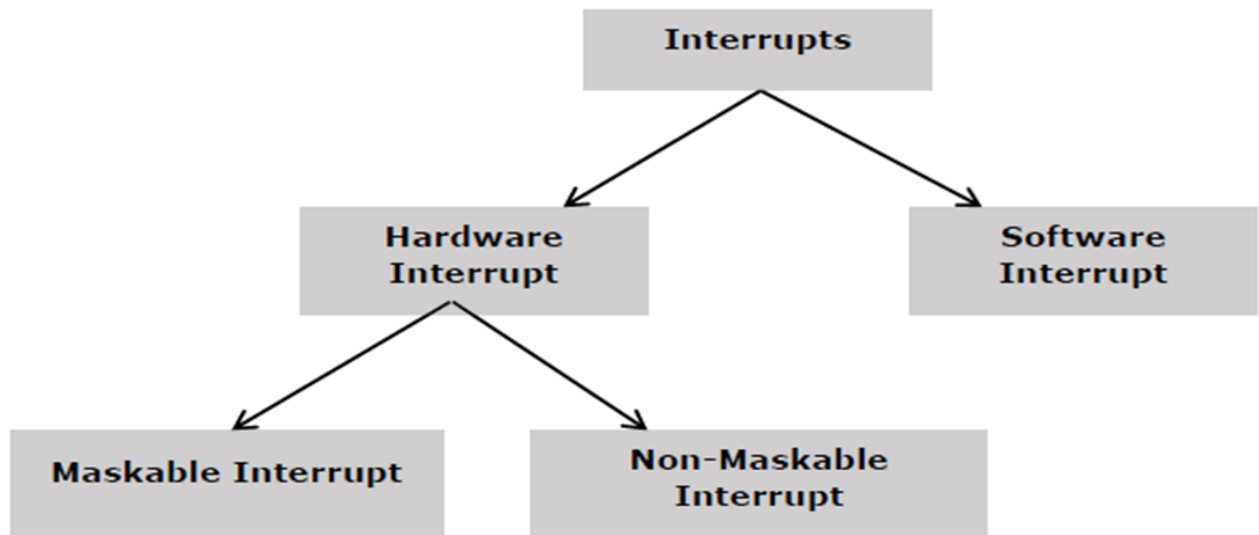 Interrupts
Hardware
Interrupt
Software
Interrupt
Maskable Interrupt
Non-Maskable
Interrupt